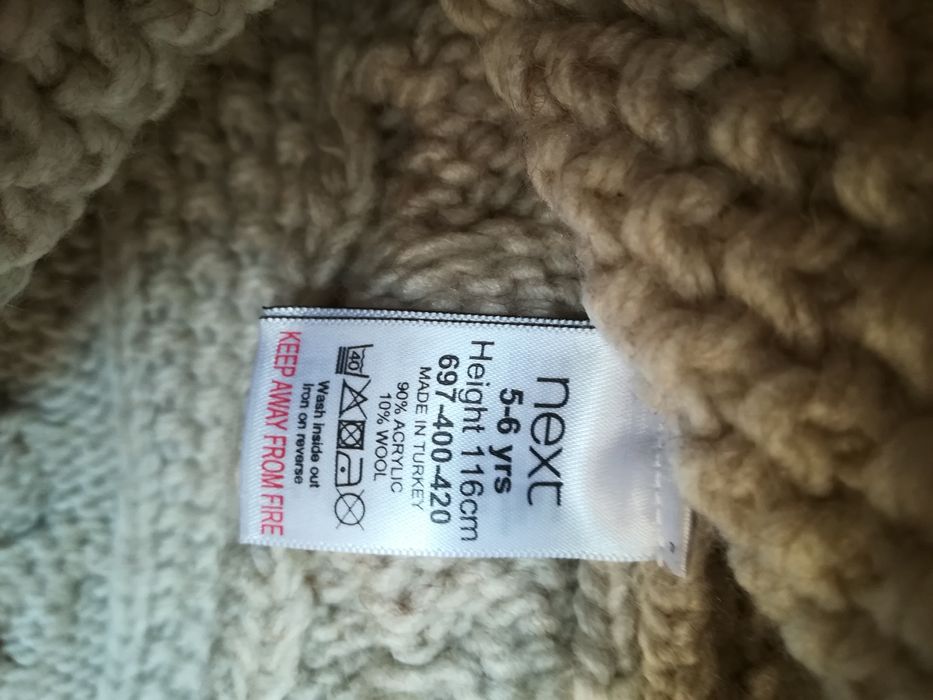 next
5-6 yrs
Height 116cm
697-400-420
MADE IN TURKEY
90% ACRYLIC
10% WOOL
40
Wash inside out
Iron on reverse
KEEP AWAY FROM FIRE